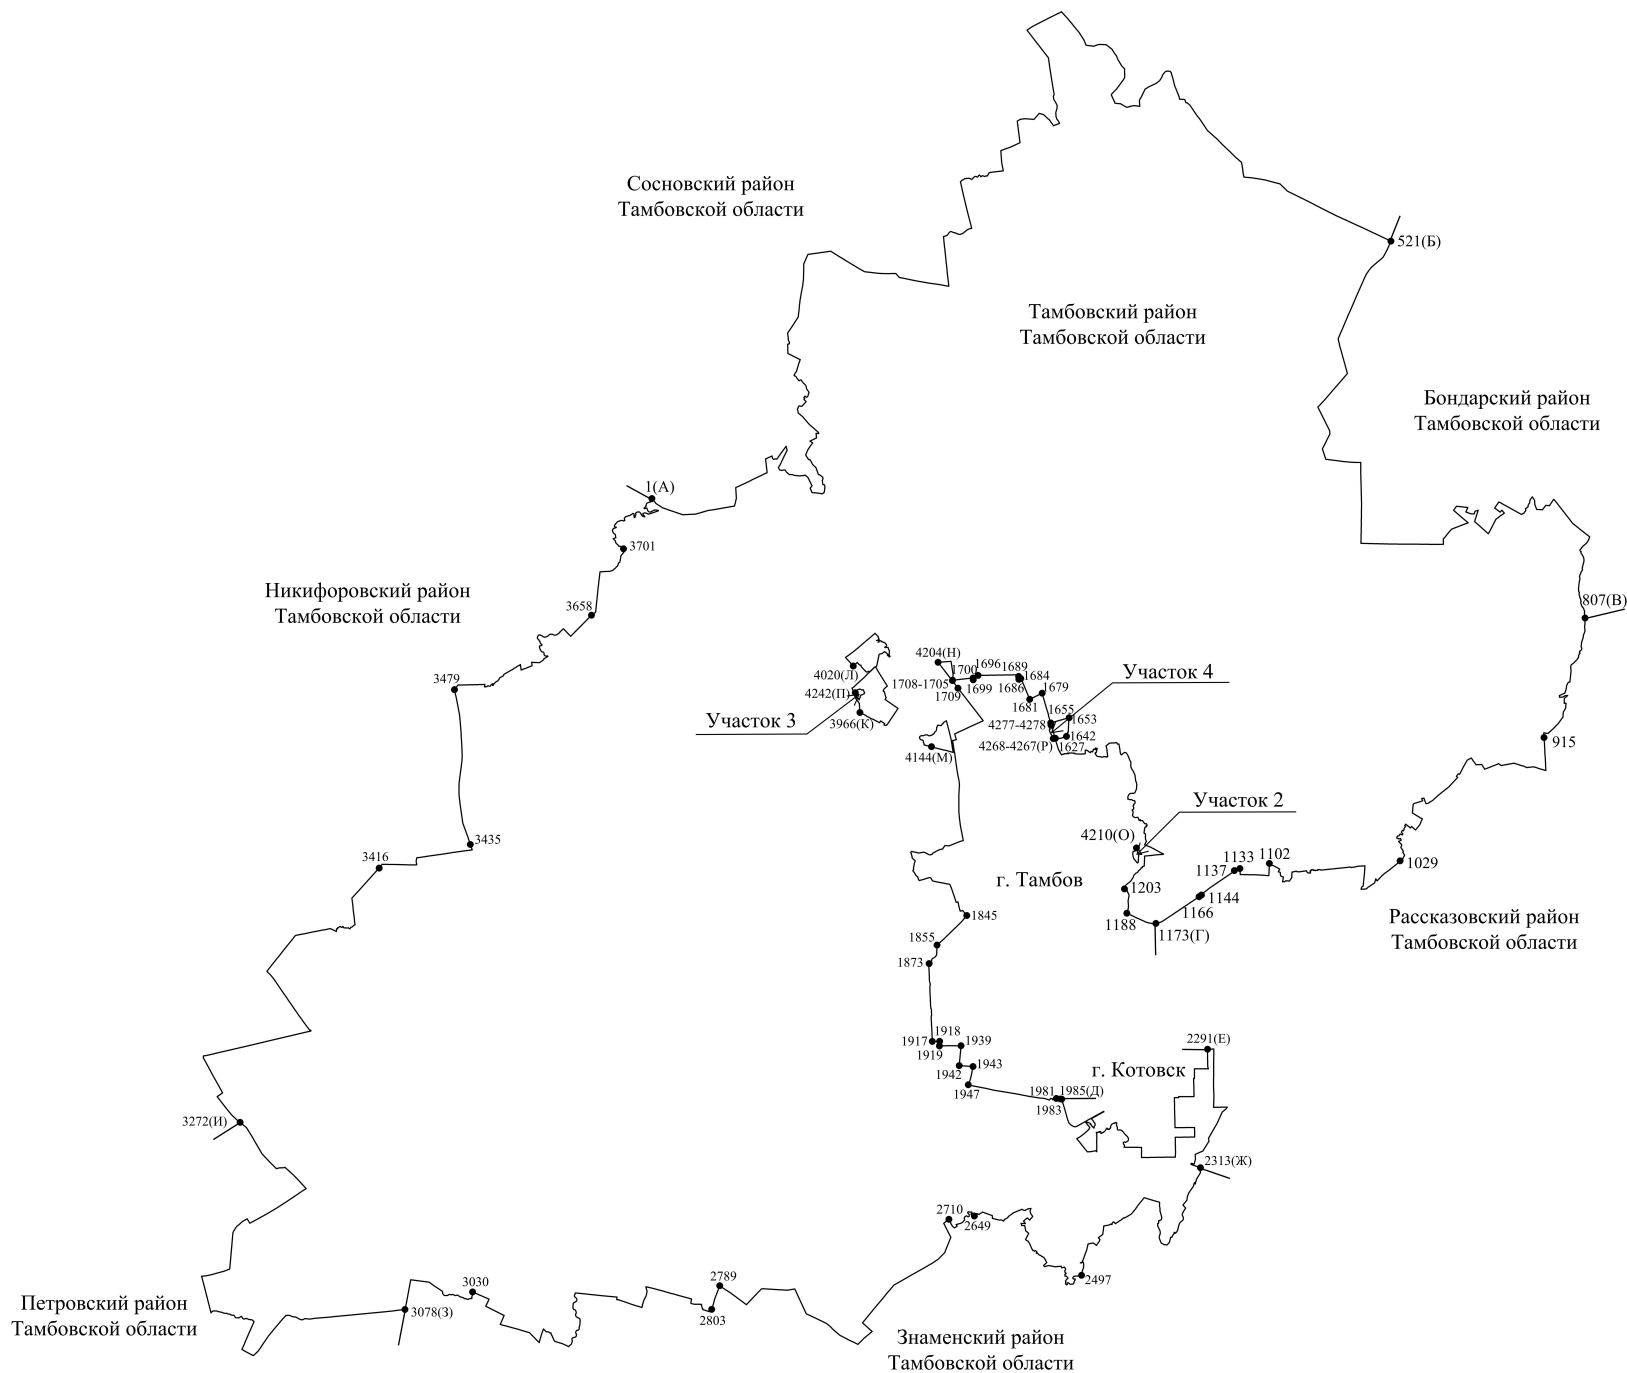 Сосновский район
Тамбовской области
521(Б)
Тамбовский район
Тамбовской области
Бондарский район
Тамбовской области
1(А)
3701
Никифоровский район
Тамбовской области
3658
807(В)
3479
4020(Л)
4242(П)
3966(К)
Участок 3
4204(Н)
1700
1696
1689
1684
1708-1705
1699
1686
1679
1709
1681
Участок 4
1655
1653
4277-4278
1642
4268-4267(Р)
1627
4144(М)
915
Участок 2
4210(О)
3435
3416
1029
1102
1133
1137
1144
1166
г. Тамбов
1203
1188
1173(Г)
Рассказовский район
Тамбовской области
1845
1855
1873
1917
1918
1919
1939
1942
1943
1947
2291(Е)
г. Котовск
1981
1985(Д)
1983
3272(И)
2313(Ж)
2710
2649
2497
2789
2803
3030
3078(З)
Петровский район
Тамбовской области
Знаменский район
Тамбовской области